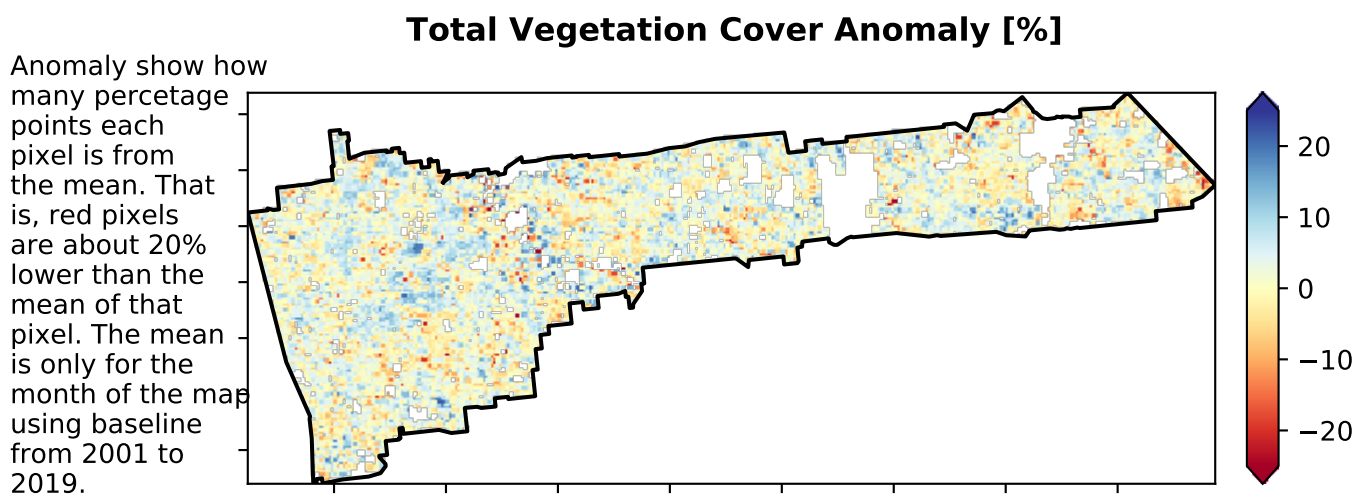 Total Vegetation Cover Anomaly [%]
Anomaly show how
many percetage
points each
pixel is from
the mean. That
is, red pixels
are about 20%
lower than the
mean of that
pixel. The mean
is only for the
month of the map
using baseline
from 2001 to
2019.
20
10
0
−10
−20